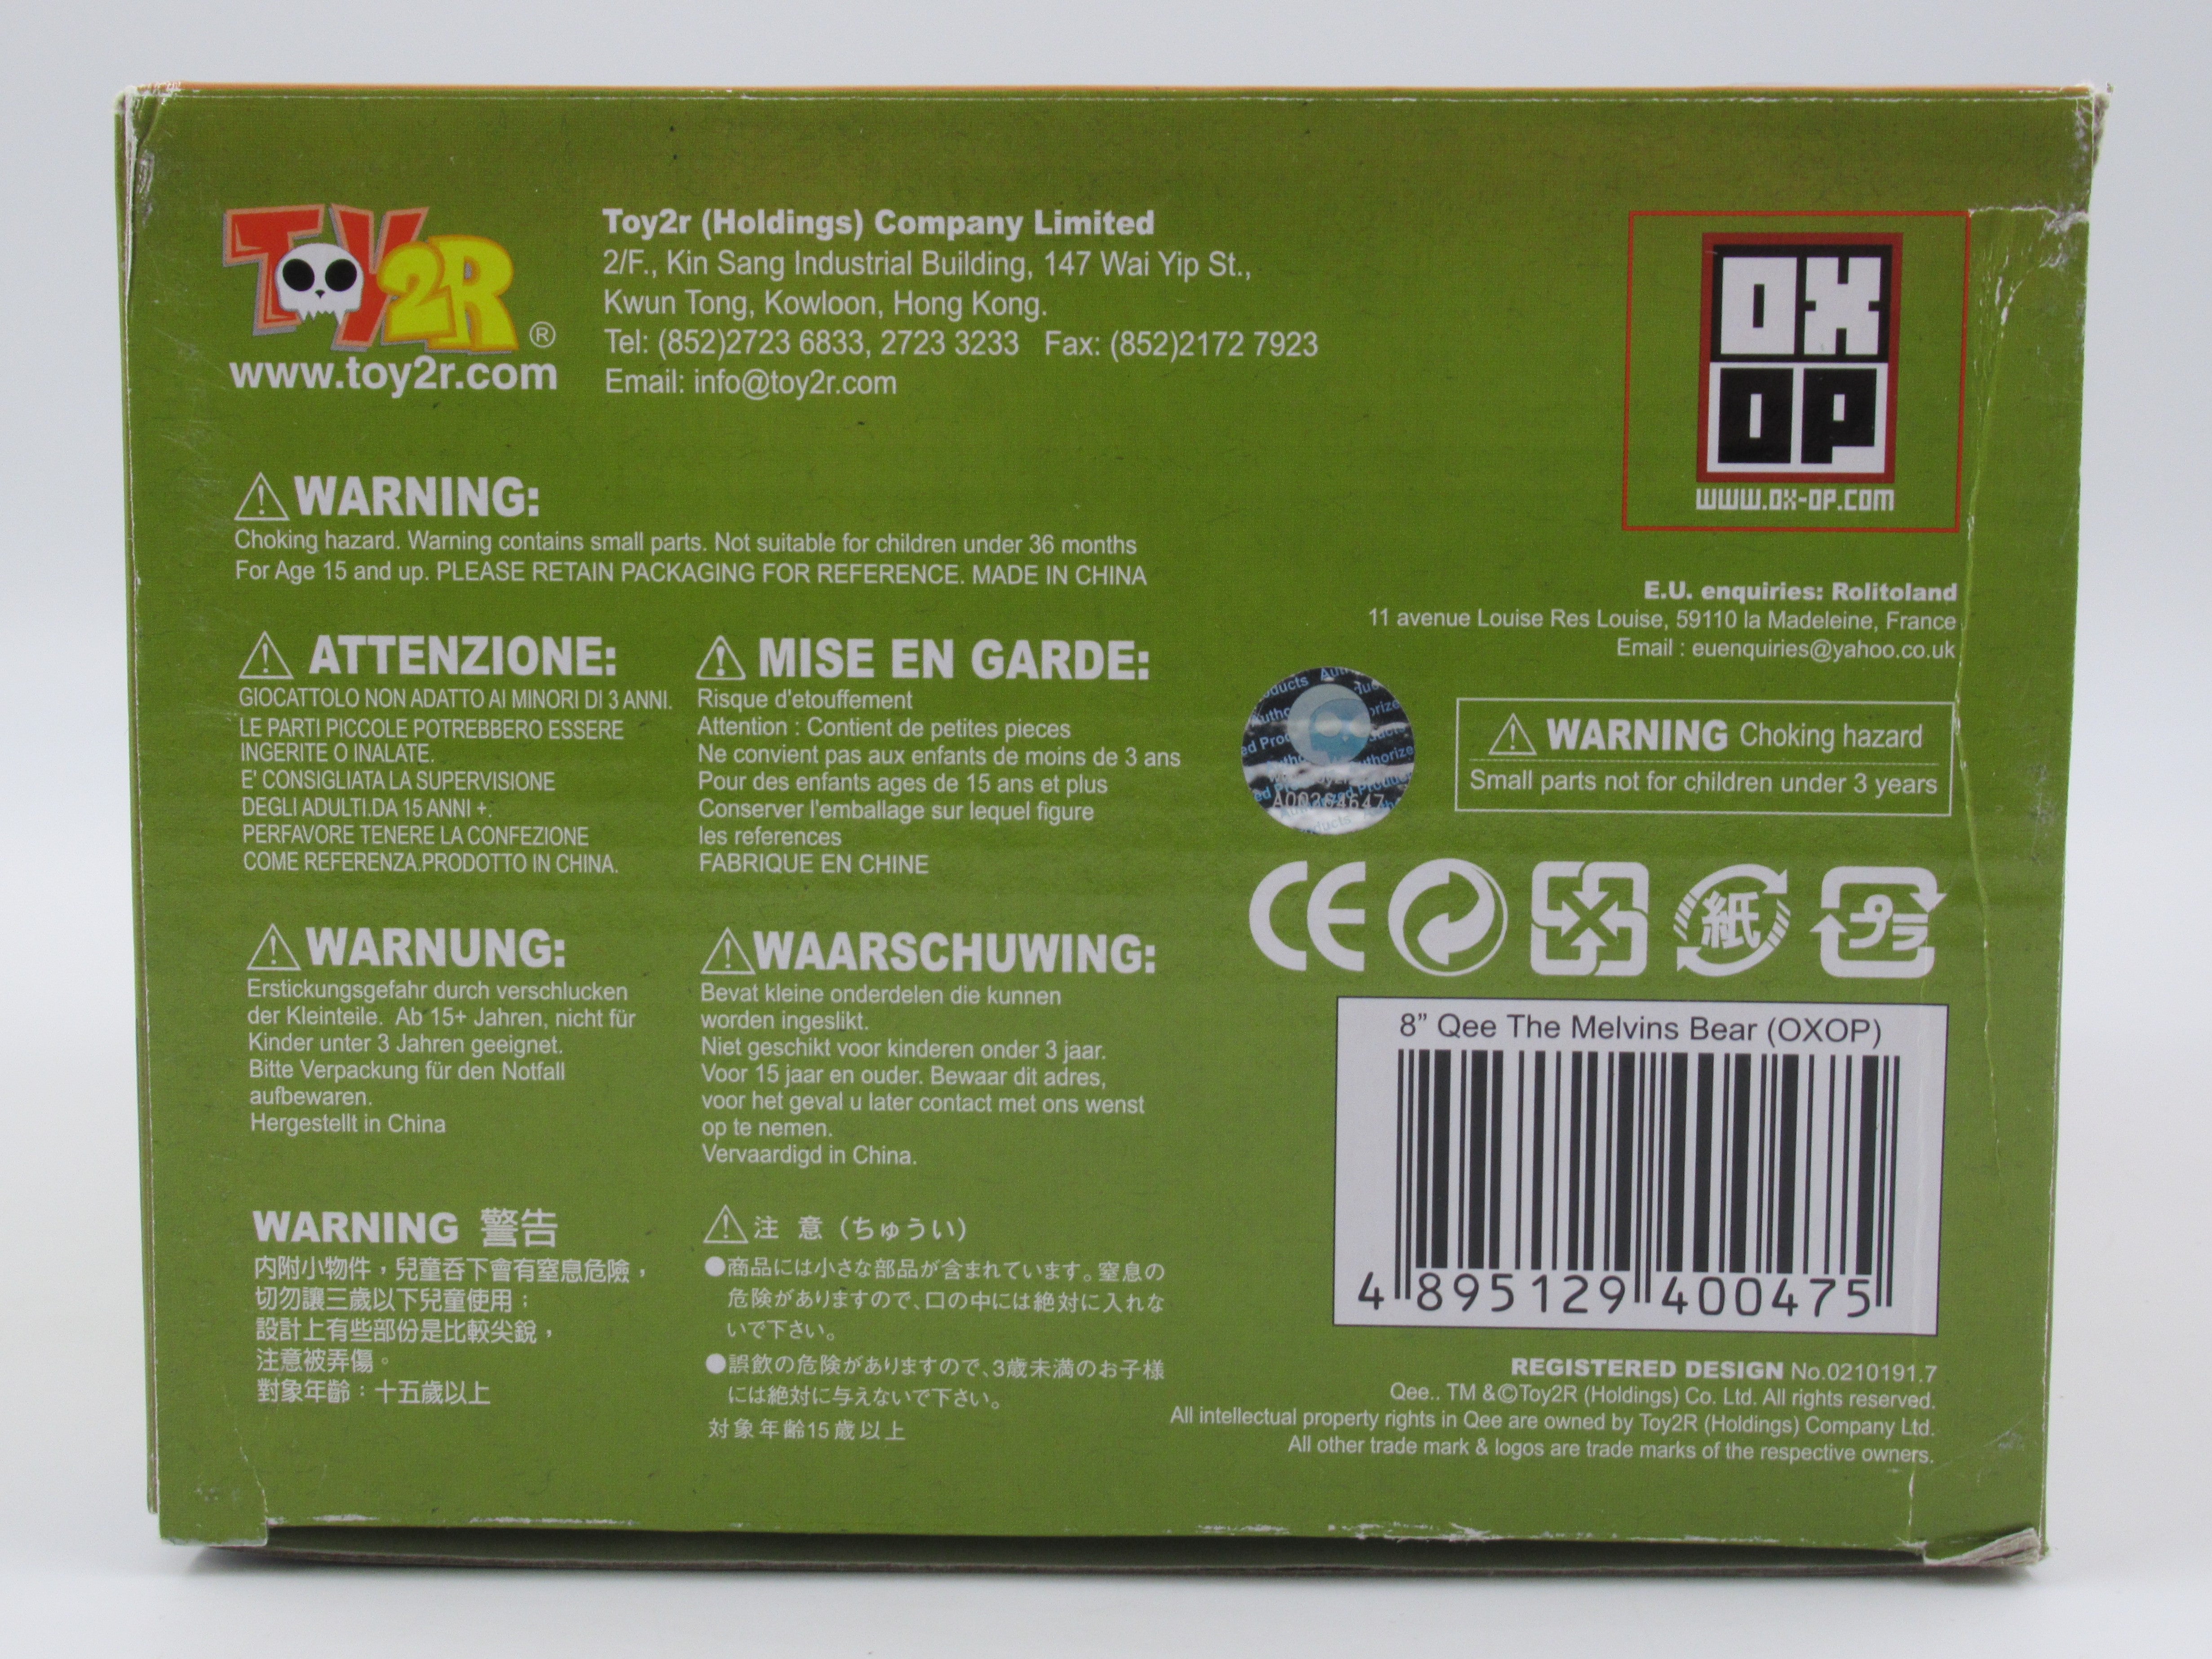 TOY2R®
www.toy2r.com
Toy2r (Holdings) Company Limited
2/F., Kin Sang Industrial Building, 147 Wai Yip St.,
Kwun Tong, Kowloon, Hong Kong.
Tel: (852)2723 6833, 2723 3233 Fax: (852)2172 7923
Email: info@toy2r.com
OX
OP
www.ox-op.com
WARNING:
Choking hazard. Warning contains small parts. Not suitable for children under 36 months
For Age 15 and up. PLEASE RETAIN PACKAGING FOR REFERENCE. MADE IN CHINA
E.U. enquiries: Rolitoland
11 avenue Louise Res Louise, 59110 la Madeleine, France
Email : euenquiries@yahoo.co.uk
ATTENZIONE:
GIOCATTOLO NON ADATTO AI MINORI DI 3 ANNI.
LE PARTI PICCOLE POTREBBERO ESSERE
INGERITE O INALATE.
E' CONSIGLIATA LA SUPERVISIONE
DEGLI ADULTI.DA 15 ANNI +.
PERFAVORE TENERE LA CONFEZIONE
COME REFERENZA.PRODOTTO IN CHINA.
MISE EN GARDE:
Risque d'etouffement
Attention : Contient de petites pieces
Ne convient pas aux enfants de moins de 3 ans
Pour des enfants ages de 15 ans et plus
Conserver l'emballage sur lequel figure
les references
FABRIQUE EN CHINE
A00264647
WARNING Choking hazard
Small parts not for children under 3 years
CE
紙
プラ
WARNUNG:
Erstickungsgefahr durch verschlucken
der Kleinteile. Ab 15+ Jahren, nicht für
Kinder unter 3 Jahren geeignet.
Bitte Verpackung für den Notfall
aufbewaren.
Hergestellt in China
WAARSCHUWING:
Bevat kleine onderdelen die kunnen
worden ingeslikt.
Niet geschikt voor kinderen onder 3 jaar.
Voor 15 jaar en ouder. Bewaar dit adres,
voor het geval u later contact met ons wenst
op te nemen.
Vervaardigd in China.
8” Qee The Melvins Bear (OXOP)
4 895129 400475
WARNING 警告
內附小物件，兒童吞下會有窒息危險，
切勿讓三歲以下兒童使用；
設計上有些部份是比較尖銳，
注意被弄傷。
對象年齡：十五歲以上
注 意 (ちゅうい)
●商品には小さな部品が含まれています。窒息の
危険がありますので、口の中には絶対に入れな
いで下さい。
●誤飲の危険がありますので、3歳未満のお子様
には絶対に与えないで下さい。
対象年齢15歳以上
REGISTERED DESIGN No.0210191.7
Qee.. TM &©Toy2R (Holdings) Co. Ltd. All rights reserved.
All intellectual property rights in Qee are owned by Toy2R (Holdings) Company Ltd.
All other trade mark & logos are trade marks of the respective owners.